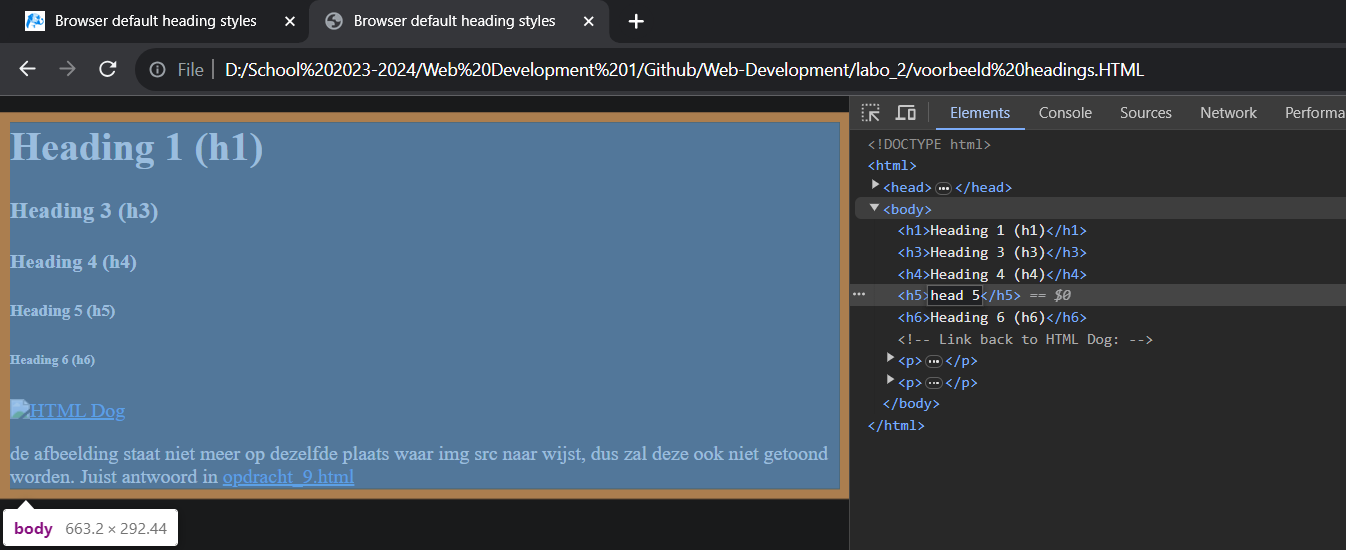 Browser default heading styles
Browser default heading styles
File D:/School%202023-2024/Web%20Development%201/Github/Web-Development/labo_2/voorbeeld%20headings.HTML
Heading 1 (h1)
Heading 3 (h3)
Heading 4 (h4)
Heading 5 (h5)
Heading 6 (h6)
HTML Dog
de afbeelding staat niet meer op dezelfde plaats waar img src naar wijst, dus zal deze ook niet getoond
worden. Juist antwoord in opdracht_9.html
body 663.2 × 292.44
Elements Console Sources Network Performa
<!DOCTYPE html>
<html>
<head> ⋯ </head>
<body>
<h1>Heading 1 (h1)</h1>
<h3>Heading 3 (h3)</h3>
<h4>Heading 4 (h4)</h4>
<h5>head 5</h5> == $0
<h6>Heading 6 (h6)</h6>
<!-- Link back to HTML Dog: -->
<p> ⋯ </p>
<p> ⋯ </p>
</body>
</html>